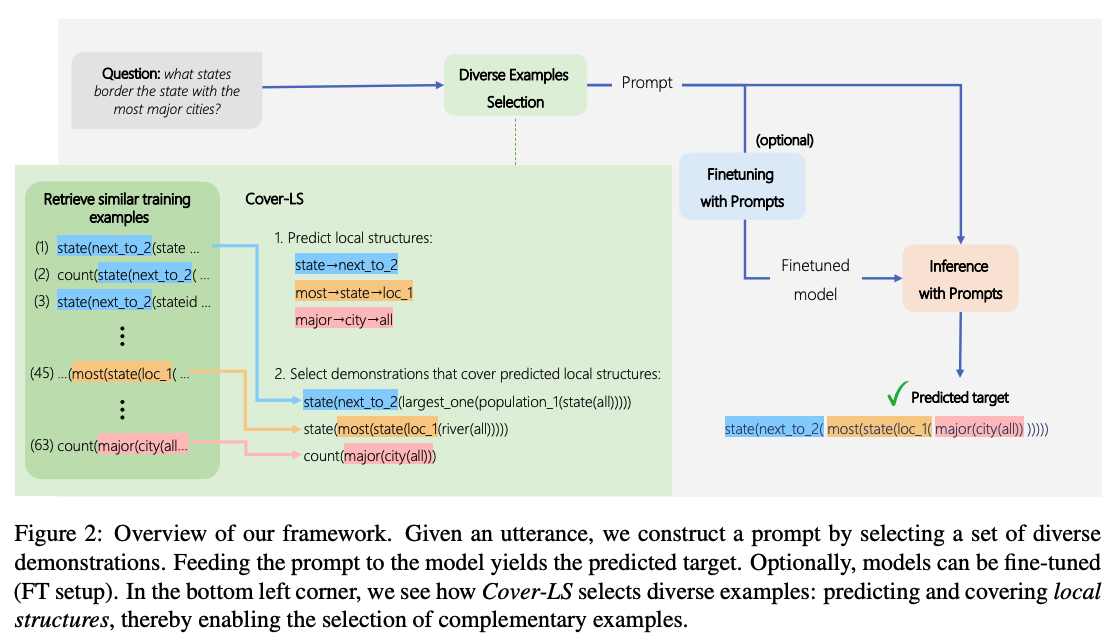 Question: what states
border the state with the
most major cities?
Diverse Examples
Selection
Prompt
(optional)
Finetuning
with Prompts
Finetuned
model
Inference
with Prompts
Predicted target
state(next_to_2( most(state(loc_1( major(city(all)) )))))
Retrieve similar training
examples
(1) state(next_to_2(state ...
(2) count(state(next_to_2( ...
(3) state(next_to_2(stateid ...
(45) ...(most(state(loc_1( ...
(63) count(major(city(all...
Cover-LS
1. Predict local structures:
state→next_to_2
most→state→loc_1
major→city→all
2. Select demonstrations that cover predicted local structures:
state(next_to_2(largest_one(population_1(state(all)))))
state(most(state(loc_1(river(all)))))
count(major(city(all)))
Figure 2: Overview of our framework. Given an utterance, we construct a prompt by selecting a set of diverse
demonstrations. Feeding the prompt to the model yields the predicted target. Optionally, models can be fine-tuned
(FT setup). In the bottom left corner, we see how Cover-LS selects diverse examples: predicting and covering local
structures, thereby enabling the selection of complementary examples.